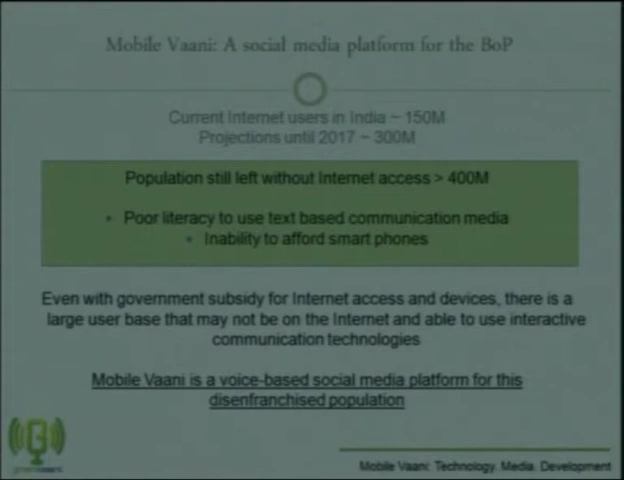 Mobile Vaani: A social media platform for the BoP
Current Internet users in India ~ 150M
Projections until 2017 ~ 300M
Population still left without Internet access > 400M
• Poor literacy to use text based communication media
• Inability to afford smart phones
Even with government subsidy for Internet access and devices, there is a
large user base that may not be on the Internet and able to use interactive
communication technologies
Mobile Vaani is a voice-based social media platform for this
disenfranchised population
Mobile Vaani: Technology. Media. Development